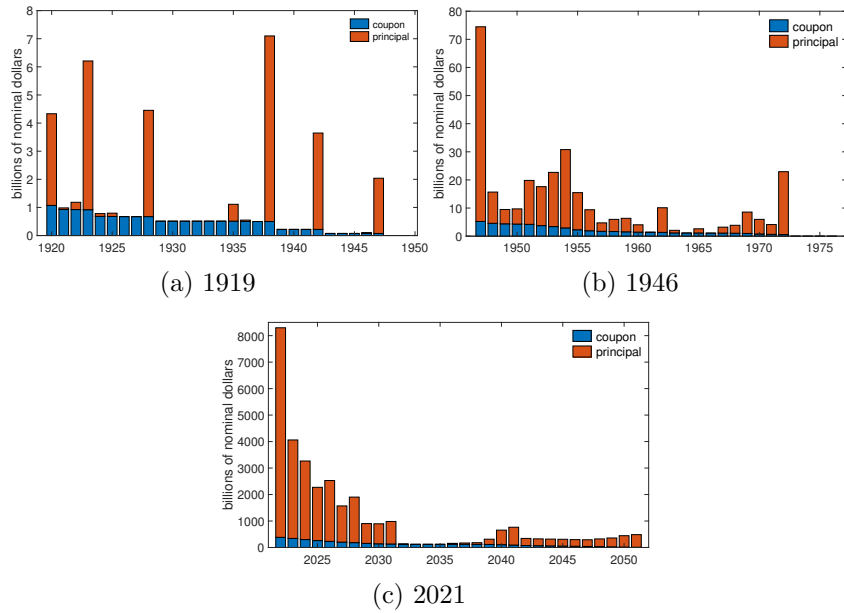 billions of nominal dollars
8
7
6
5
4
3
2
1
0
1920 1925 1930 1935 1940 1945 1950
coupon
principal
(a) 1919
billions of nominal dollars
80
70
60
50
40
30
20
10
0
1950 1955 1960 1965 1970 1975
coupon
principal
(b) 1946
billions of nominal dollars
8000
7000
6000
5000
4000
3000
2000
1000
0
2025 2030 2035 2040 2045 2050
coupon
principal
(c) 2021